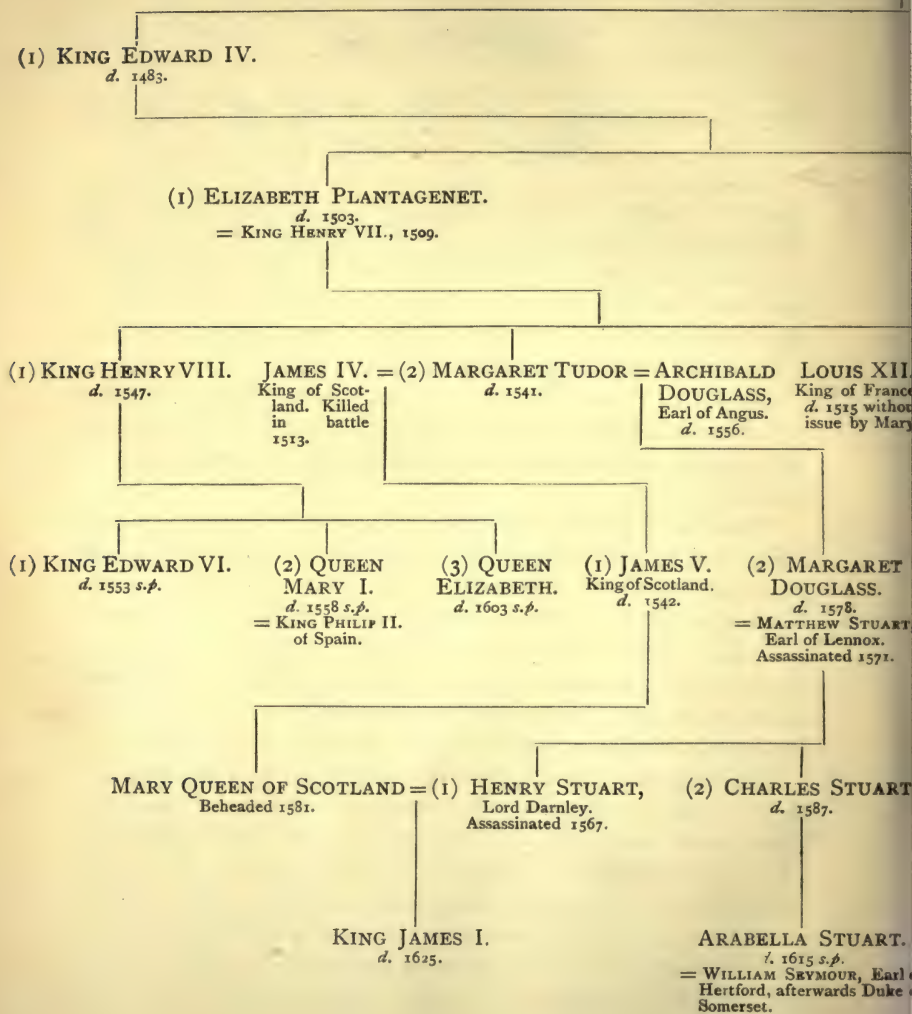 (1) KING EDWARD IV.
d. 1483.
(1) ELIZABETH PLANTAGENET.
d. 1503.
= KING HENRY VII., 1509.
(1) KING HENRY VIII.
d. 1547.
JAMES IV. = (2) MARGARET TUDOR = ARCHIBALD
King of Scot-
land. Killed
in battle
1513.
d. 1541.
DOUGLASS,
Earl of Angus.
d. 1556.
LOUIS XII
King of France
d. 1515 without
issue by Mary
(1) KING EDWARD VI.
d. 1553 s.p.
(2) QUEEN
MARY I.
d. 1558 s.p.
= KING PHILIP II.
of Spain.
(3) QUEEN
ELIZABETH.
d. 1603 s.p.
(1) JAMES V.
King of Scotland.
d. 1542.
(2) MARGARET
DOUGLASS.
d. 1578.
= MATTHEW STUART,
Earl of Lennox.
Assassinated 1571.
MARY QUEEN OF SCOTLAND = (1) HENRY STUART,
Beheaded 1581.
Lord Darnley.
Assassinated 1567.
(2) CHARLES STUART
d. 1587.
KING JAMES I.
d. 1625.
ARABELLA STUART.
1615 s.p.
= WILLIAM SEYMOUR, Earl
Hertford, afterwards Duke
Somerset.